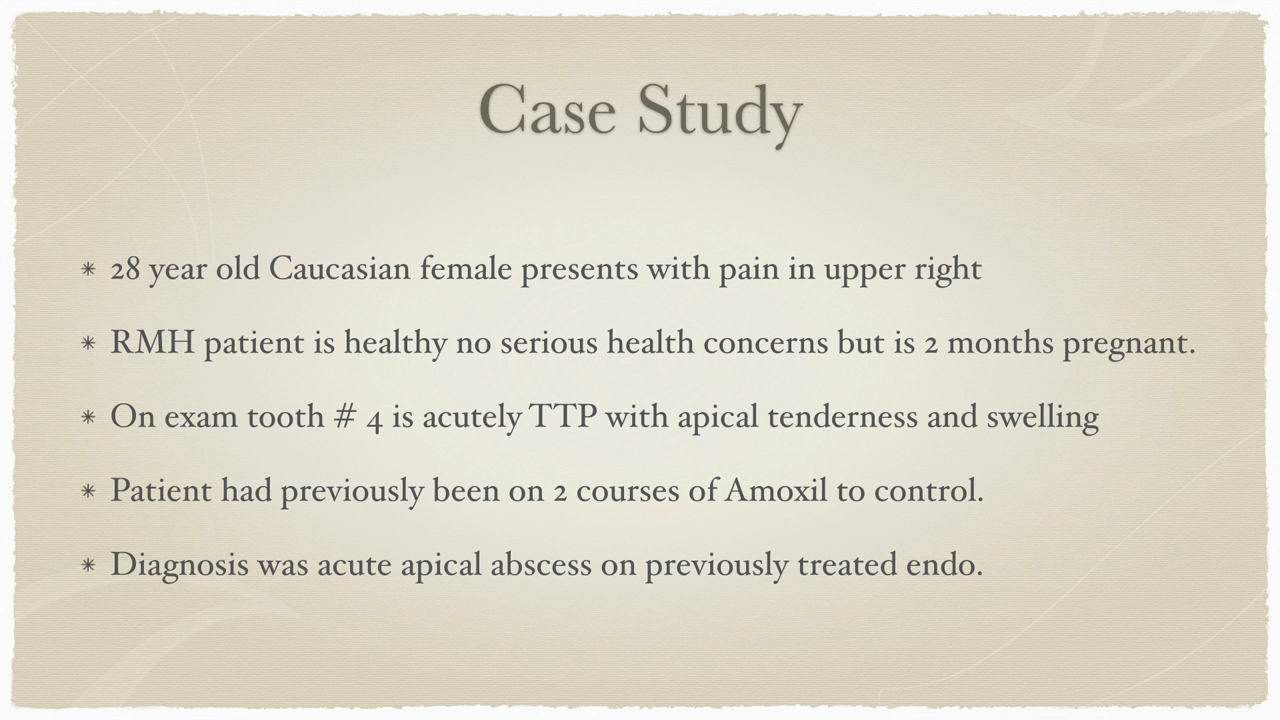 Case Study
* 28 year old Caucasian female presents with pain in upper right
* RMH patient is healthy no serious health concerns but is 2 months pregnant.
* On exam tooth # 4 is acutely TTP with apical tenderness and swelling
* Patient had previously been on 2 courses of Amoxil to control.
* Diagnosis was acute apical abscess on previously treated endo.